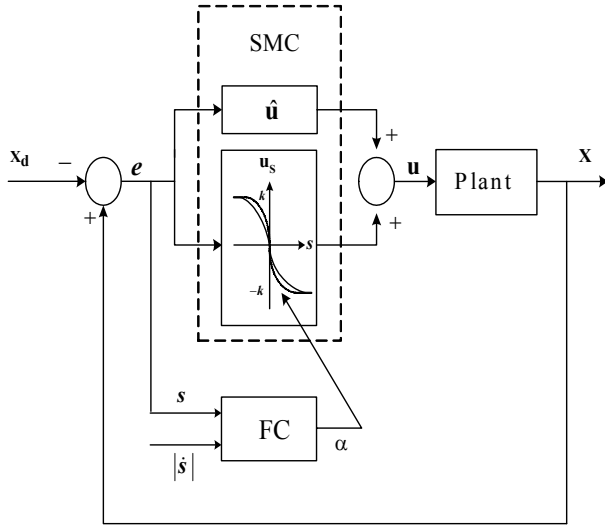 SMC
û
x_d
−
e
+
u_s
k
s
−k
+
+
u
Plant
x
s
|ṡ|
FC
α